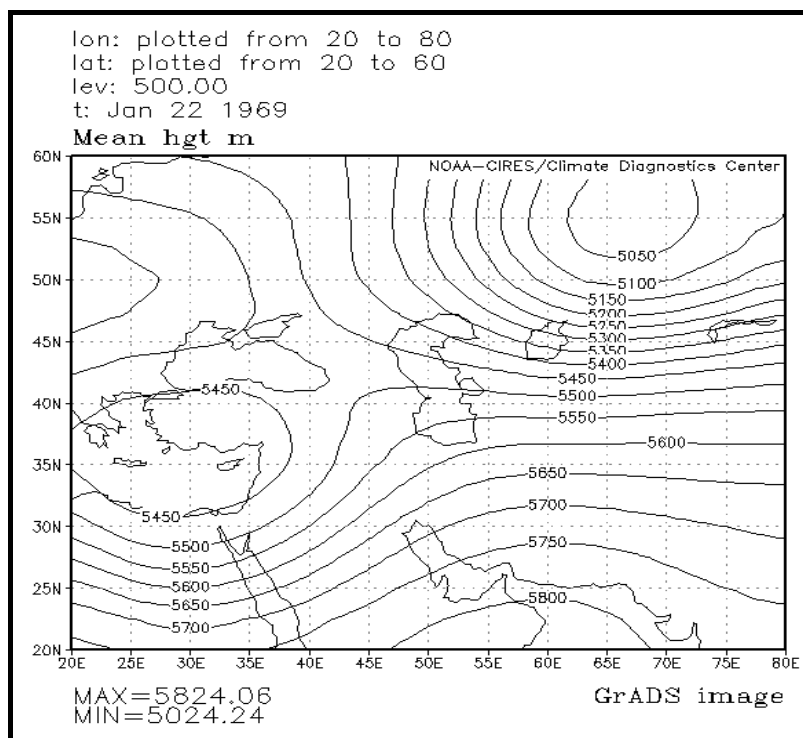 lon: plotted from 20 to 80
lat: plotted from 20 to 60
lev: 500.00
t: Jan 22 1969
Mean hgt m
NOAA-CIRES/Climate Diagnostics Center
60N
55N
50N
45N
40N
35N
30N
25N
20N
5050
5100
5150
5200
5250
5300
5350
5400
5450
5500
5550
5600
5650
5700
5750
5800
5450
5450
5500
5550
5600
5650
5700
20E 25E 30E 35E 40E 45E 50E 55E 60E 65E 70E 75E 80E
MAX=5824.06
MIN=5024.24
GrADS image